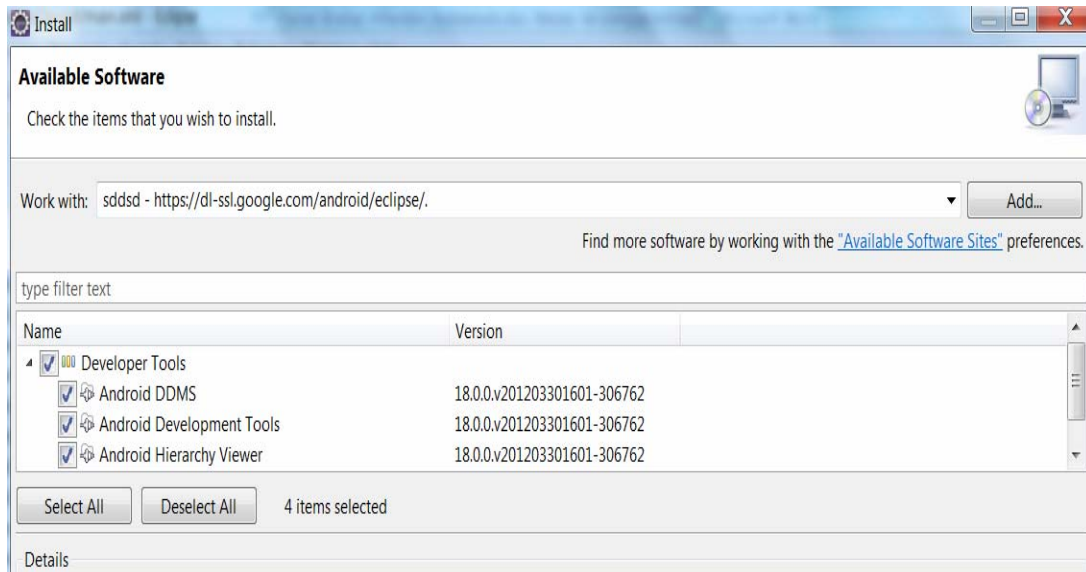 Install
Available Software
Check the items that you wish to install.
Work with: sddsd - https://dl-ssl.google.com/android/eclipse/. Add...
Find more software by working with the "Available Software Sites" preferences.
type filter text
Name Version
Developer Tools
Android DDMS 18.0.0.v201203301601-306762
Android Development Tools 18.0.0.v201203301601-306762
Android Hierarchy Viewer 18.0.0.v201203301601-306762
Select All Deselect All 4 items selected
Details